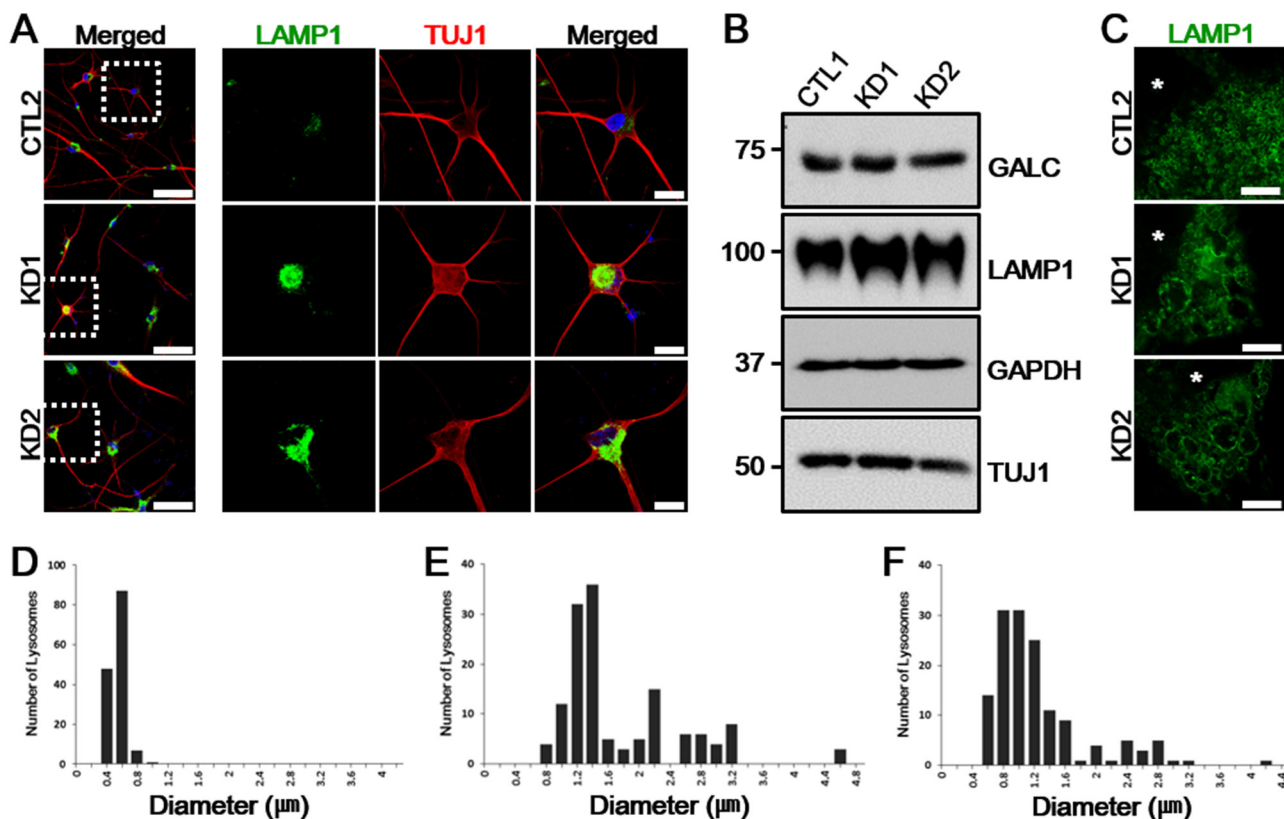 A
Merged
LAMP1
TUJ1
Merged
CTL2
KD1
KD2
B
CTL1
KD1
KD2
75
GALC
100
LAMP1
37
GAPDH
50
TUJ1
C
LAMP1
CTL2
*
KD1
*
KD2
*
D
Number of Lysosomes
100
80
60
40
20
0
0 0.4 0.8 1.2 1.6 2 2.4 2.8 3.2 3.6 4
Diameter (μm)
E
Number of Lysosomes
40
30
20
10
0
0 0.4 0.8 1.2 1.6 2 2.4 2.8 3.2 3.6 4 4.8
Diameter (μm)
F
Number of Lysosomes
40
30
20
10
0
0 0.4 0.8 1.2 1.6 2 2.4 2.8 3.2 3.6 4 4.4
Diameter (μm)